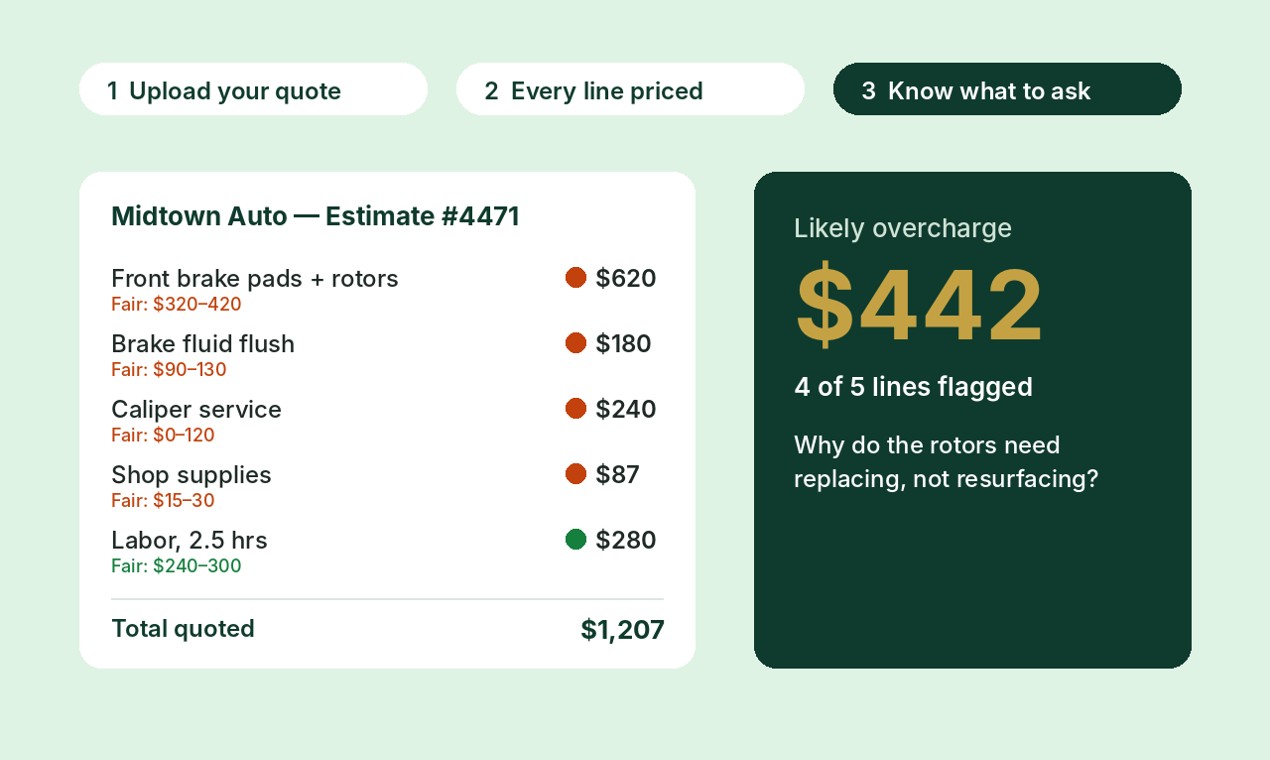 1 Upload your quote
2 Every line priced
3 Know what to ask
Midtown Auto — Estimate #4471
Front brake pads + rotors $620
Fair: $320–420
Brake fluid flush $180
Fair: $90–130
Caliper service $240
Fair: $0–120
Shop supplies $87
Fair: $15–30
Labor, 2.5 hrs $280
Fair: $240–300
Total quoted $1,207
Likely overcharge
$442
4 of 5 lines flagged
Why do the rotors need
replacing, not resurfacing?